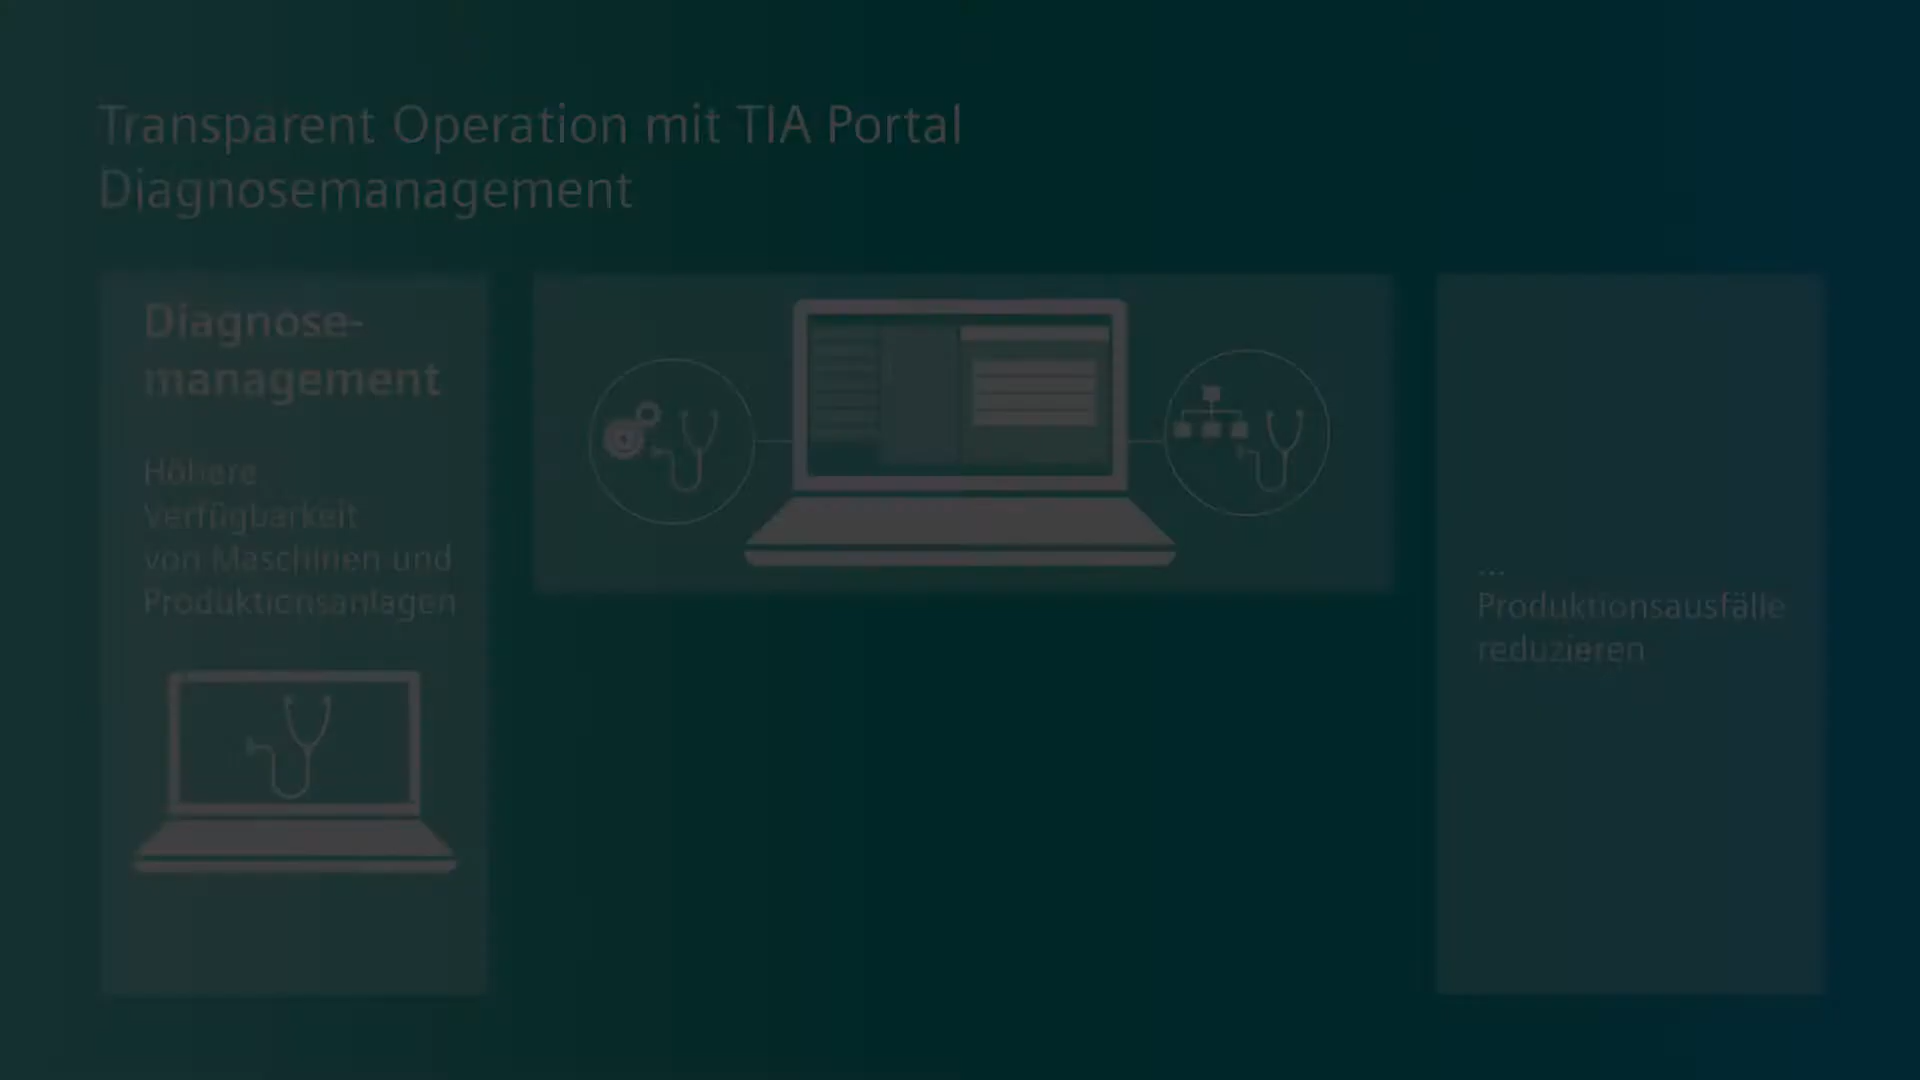 Transparent Operation mit TIA Portal
Diagnosemanagement
Diagnose-
management
Höhere
Verfügbarkeit
von Maschinen und
Produktionsanlagen
...
Produktionsausfälle
reduzieren